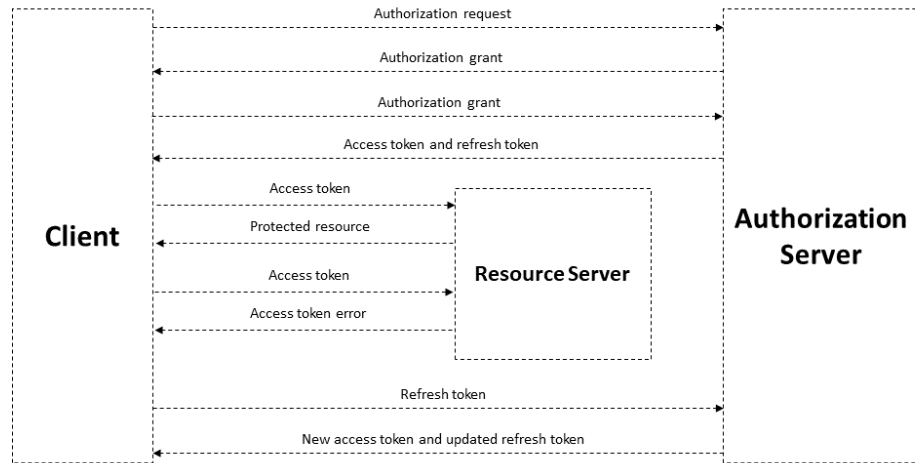 Authorization request
Authorization grant
Authorization grant
Access token and refresh token
Access token
Protected resource
Access token
Access token error
Refresh token
New access token and updated refresh token
Client
Resource Server
Authorization
Server